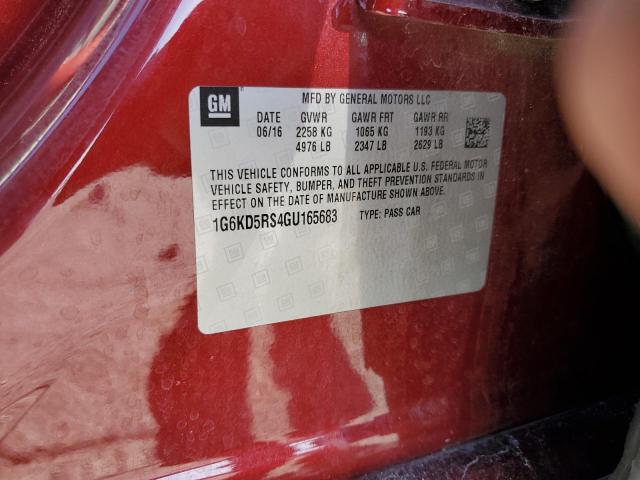 GM MFD BY GENERAL MOTORS LLC
DATE GVWR GAWR FRT GAWR RR
06/16 2258 KG 1065 KG 1193 KG
4976 LB 2347 LB 2629 LB
THIS VEHICLE CONFORMS TO ALL APPLICABLE U.S. FEDERAL MOTOR
VEHICLE SAFETY, BUMPER, AND THEFT PREVENTION STANDARDS IN
EFFECT ON THE DATE OF MANUFACTURE SHOWN ABOVE.
1G6KD5RS4GU165683 TYPE: PASS CAR